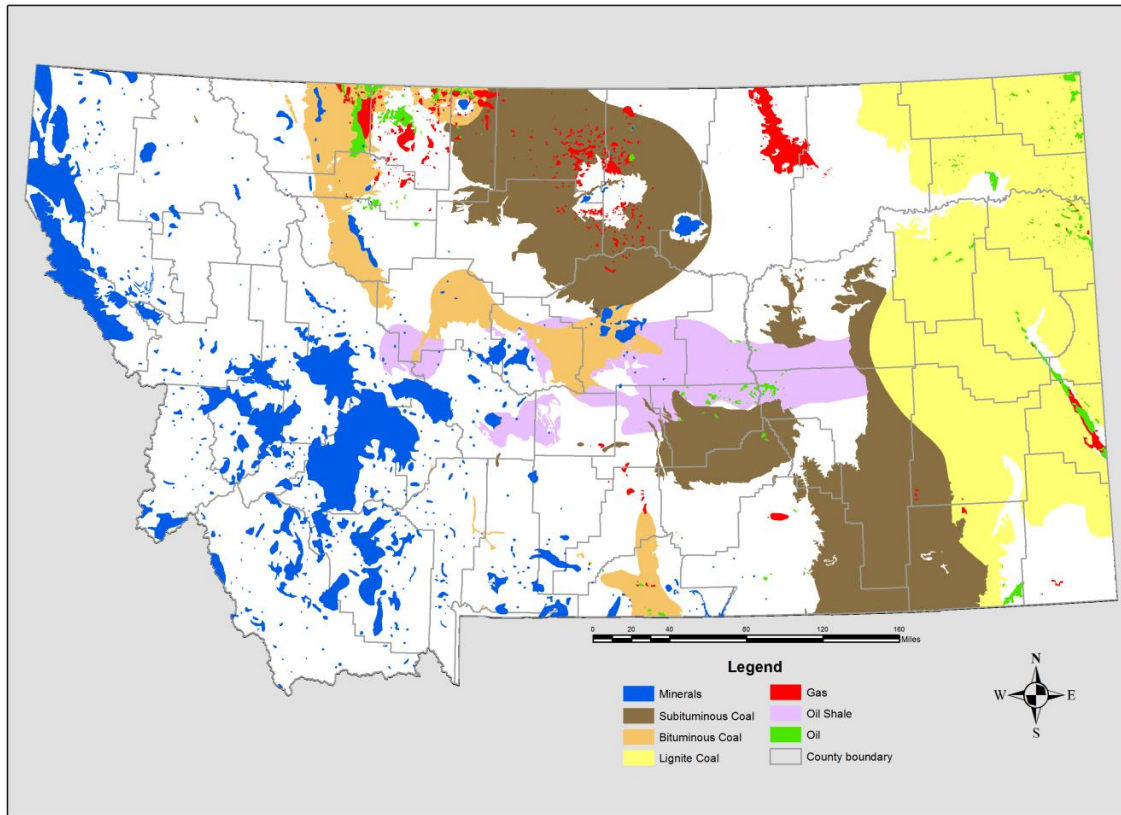 0 20 40 80 120 160
Miles
Legend
Minerals
Subituminous Coal
Bituminous Coal
Lignite Coal
Gas
Oil Shale
Oil
County boundary
N
W E
S